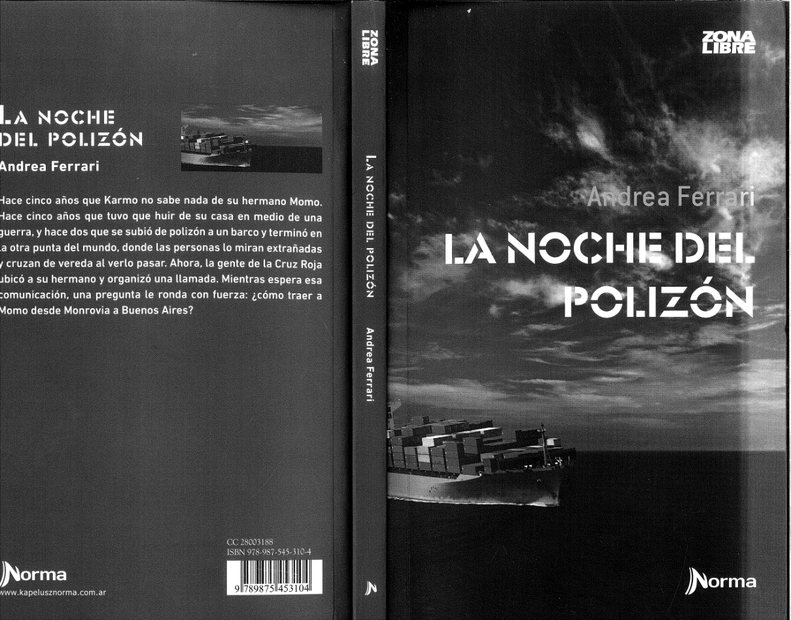 LA NOCHE
DEL POLIZÓN
Andrea Ferrari
Hace cinco años que Karmo no sabe nada de su hermano Momo.
Hace cinco años que tuvo que huir de su casa en medio de una
guerra, y hace dos que se subió de polizón a un barco y terminó en
la otra punta del mundo, donde las personas lo miran extrañadas
y cruzan de vereda al verlo pasar. Ahora, la gente de la Cruz Roja
ubicó a su hermano y organizó una llamada. Mientras espera esa
comunicación, una pregunta le ronda con fuerza: ¿cómo traer a
Momo desde Monrovia a Buenos Aires?
CC 28003188
ISBN 978-987-545-310-4
9 789875 453104
Norma
www.kapelusznorma.com.ar
ZONA
LIBRE
LA NOCHE DEL POLIZÓN
Andrea Ferrari
ZONA
LIBRE
Andrea Ferrari
LA NOCHE DEL
POLIZÓN
Norma